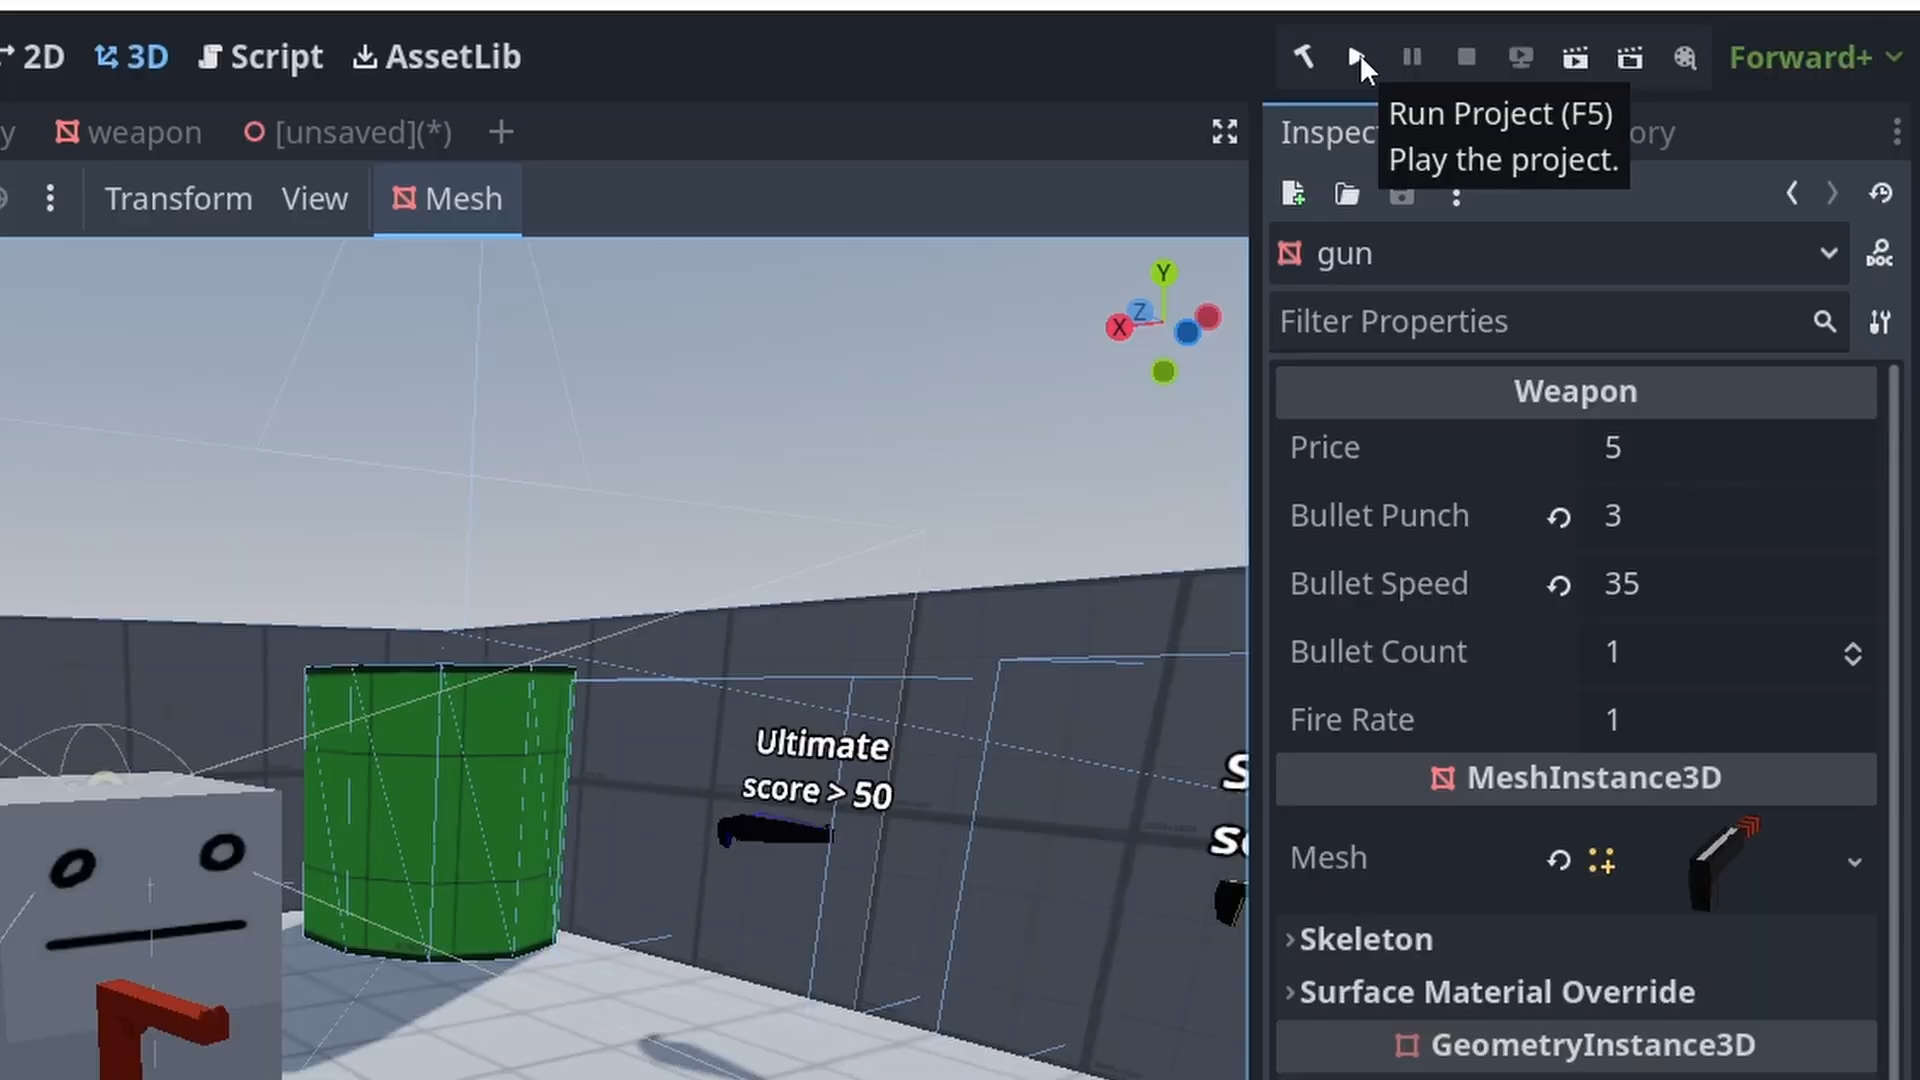 2D 3D Script AssetLib Forward+
Run Project (F5)
Play the project.
weapon [unsaved](*)
Transform View Mesh
gun
Filter Properties
Weapon
Price 5
Bullet Punch 3
Bullet Speed 35
Bullet Count 1
Fire Rate 1
MeshInstance3D
Mesh
Skeleton
Surface Material Override
GeometryInstance3D
Y
Z
X
Ultimate
score > 50
DOC